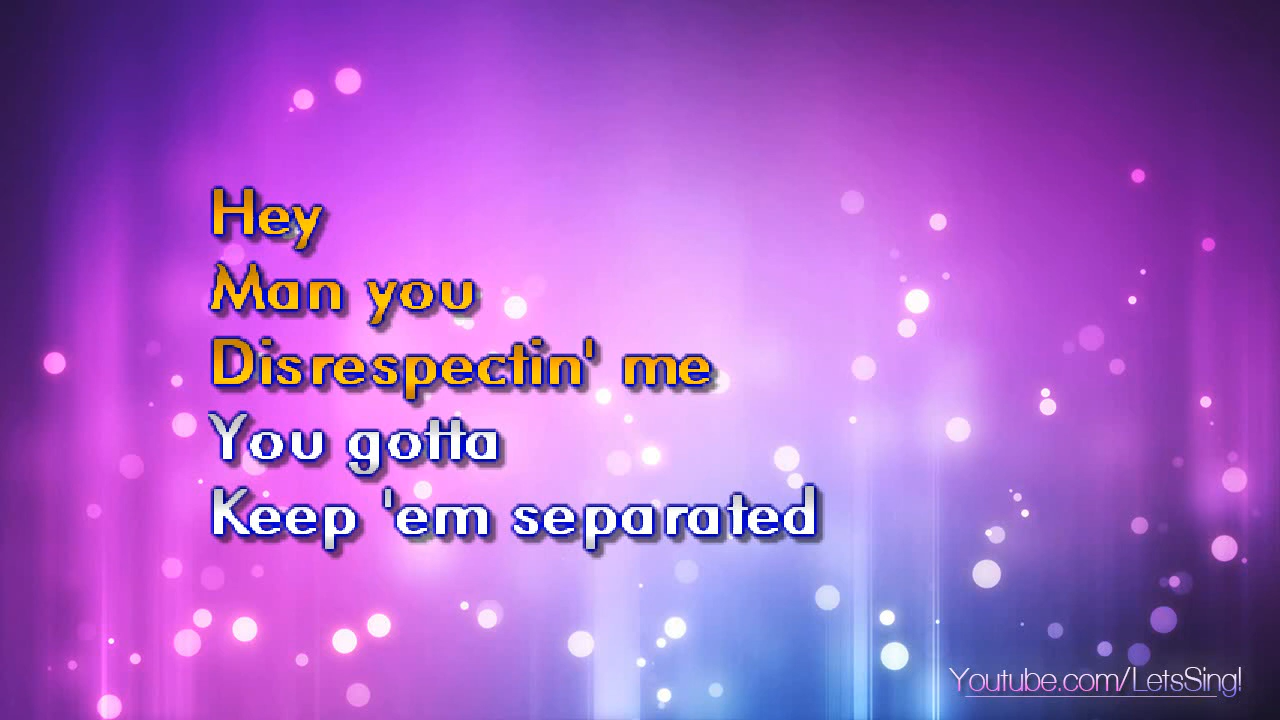 Hey
Man you
Disrespectin' me
You gotta
Keep 'em separated
Youtube.com/LetsSing!